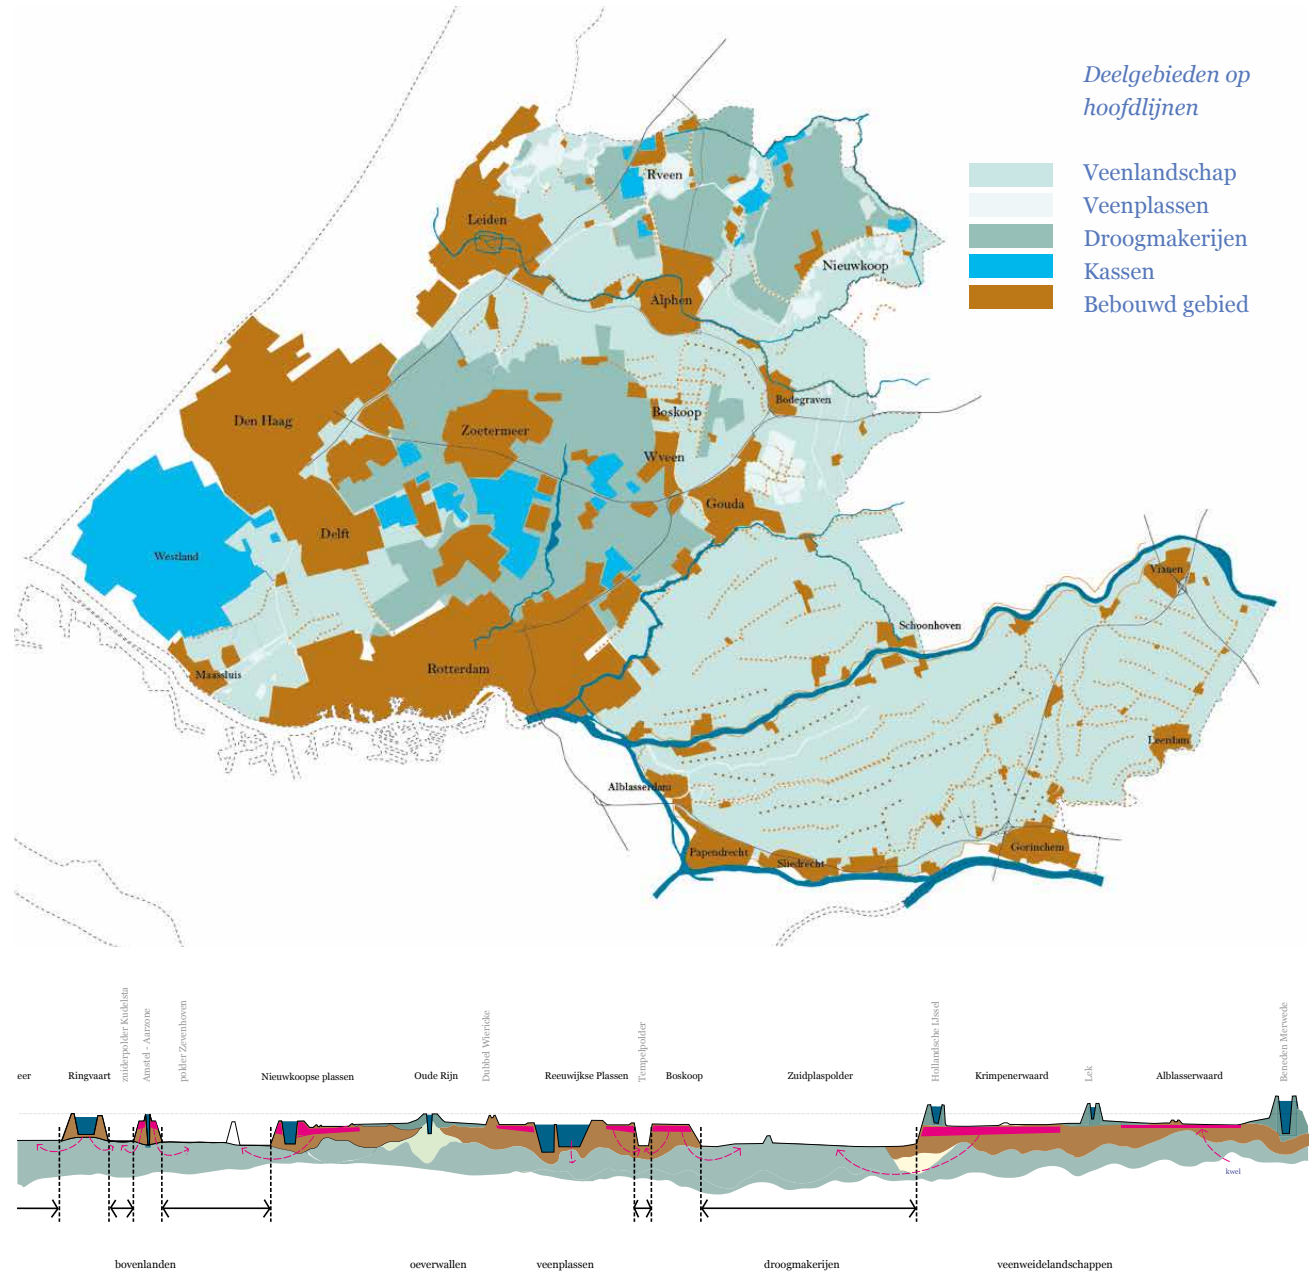 Deelgebieden op
hoofdlijnen
Veenlandschap
Veenplassen
Droogmakerijen
Kassen
Bebouwd gebied
Rveen
Leiden
Nieuwkoop
Alphen
Bodegraven
Boskoop
Den Haag
Zoetermeer
Wveen
Gouda
Delft
Westland
Vianen
Schoonhoven
Rotterdam
Maassluis
Leerdam
Alblasserdam
Papendrecht
Sliedrecht
Gorinchem
zuiderpolder Kudelsta
Amstel - Aarzone
polder Zevenhoven
Dubbel Wiericke
Tempelpolder
Hollandsche IJssel
Lek
Beneden Merwede
eer
Ringvaart
Nieuwkoopse plassen
Oude Rijn
Reeuwijkse Plassen
Boskoop
Zuidplaspolder
Krimpenerwaard
Alblasserwaard
kwel
bovenlanden
oeverwallen
veenplassen
droogmakerijen
veenweidelandschappen